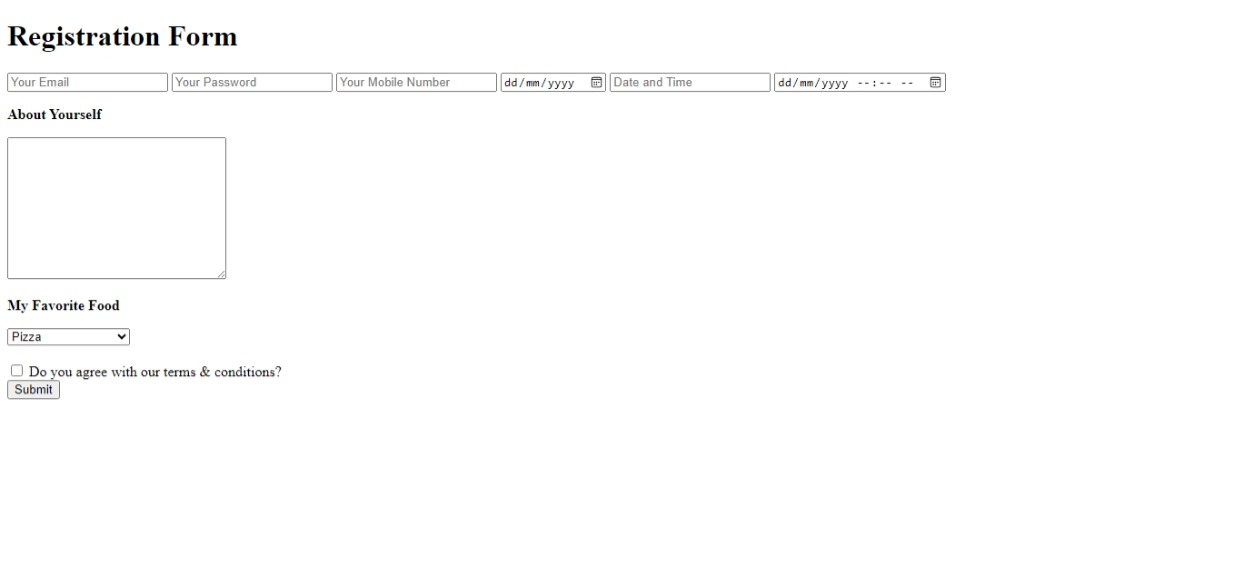 Registration Form
Your Email Your Password Your Mobile Number dd/mm/yyyy Date and Time dd/mm/yyyy --:-- --
About Yourself
My Favorite Food
Pizza
Do you agree with our terms & conditions?
Submit